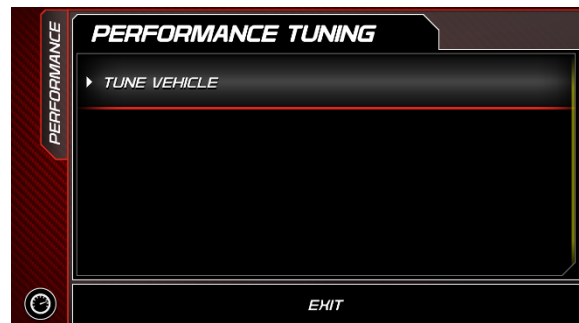 PERFORMANCE
PERFORMANCE TUNING
TUNE VEHICLE
EXIT